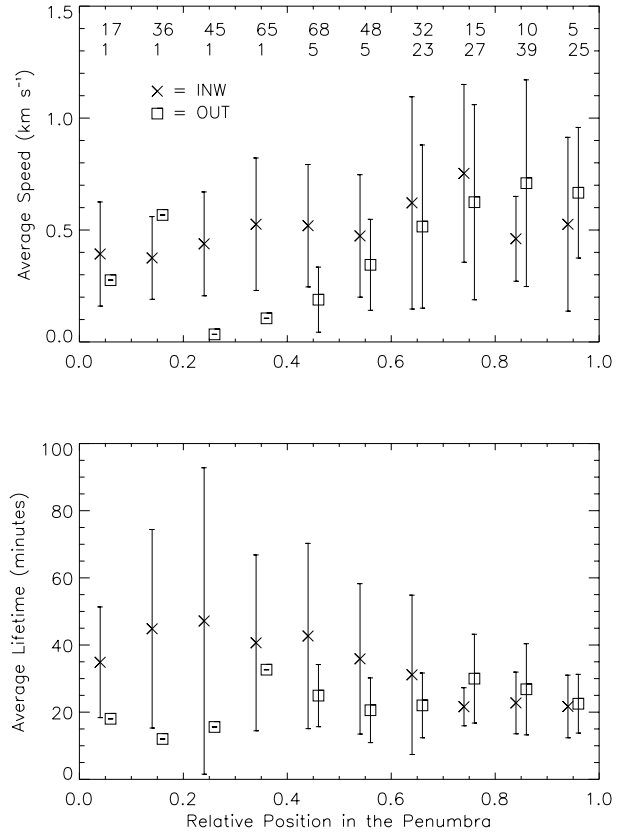 1.5
17 36 45 65 68 48 32 15 10 5
1 1 1 1 5 5 23 27 39 25
× = INW
□ = OUT
1.0
0.5
0.0
Average Speed (km s⁻¹)
0.0 0.2 0.4 0.6 0.8 1.0
100
80
60
40
20
0
Average Lifetime (minutes)
0.0 0.2 0.4 0.6 0.8 1.0
Relative Position in the Penumbra